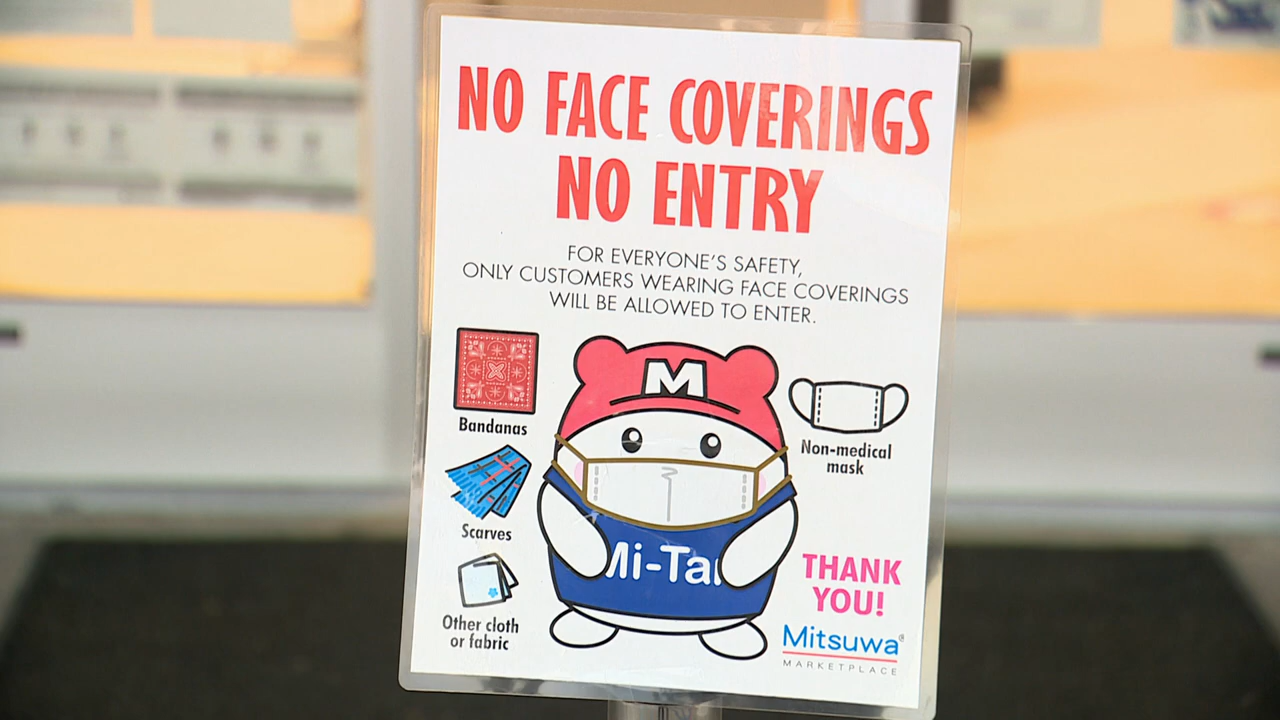 NO FACE COVERINGS
NO ENTRY
FOR EVERYONE'S SAFETY,
ONLY CUSTOMERS WEARING FACE COVERINGS
WILL BE ALLOWED TO ENTER.
Bandanas
Scarves
Other cloth
or fabric
M
Mi-Ta
Non-medical
mask
THANK
YOU!
Mitsuwa®
MARKETPLACE